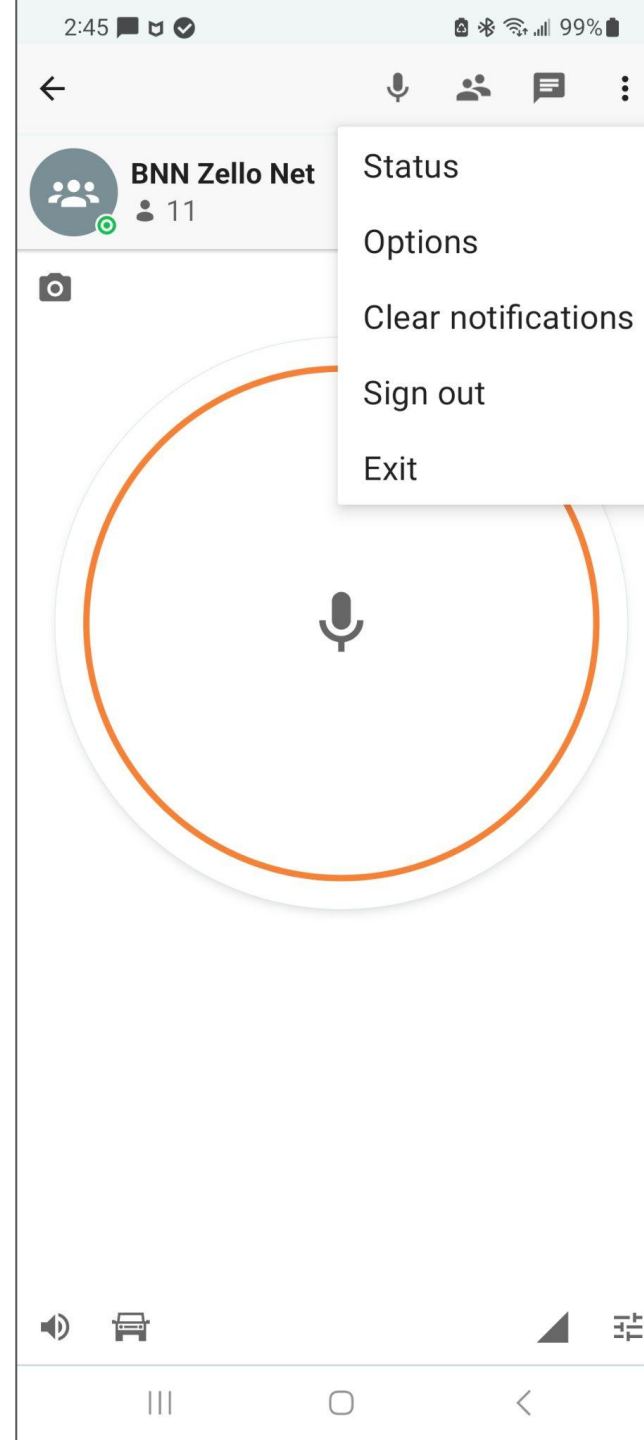 2:45 99%
BNN Zello Net
11
Status
Options
Clear notifications
Sign out
Exit